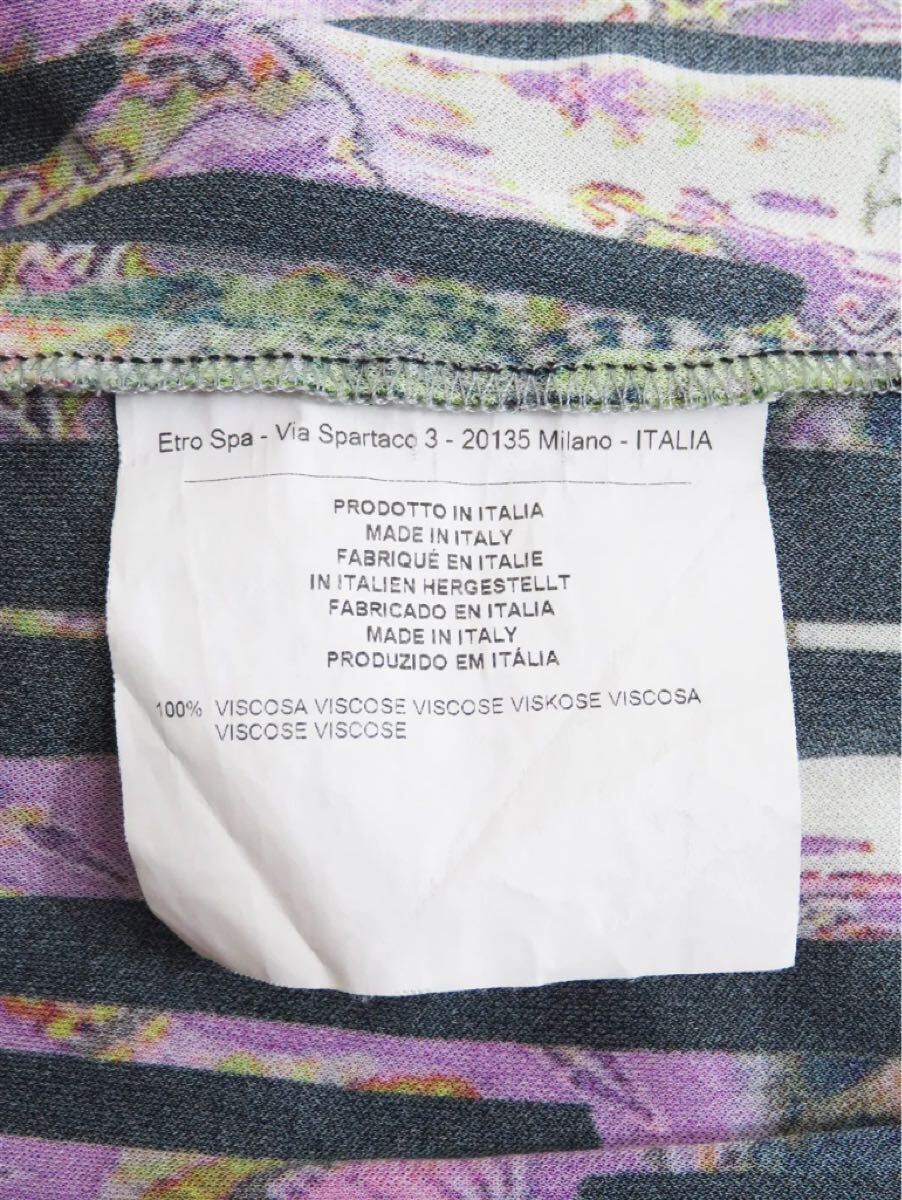 Etro Spa - Via Spartaco 3 - 20135 Milano - ITALIA
PRODOTTO IN ITALIA
MADE IN ITALY
FABRIQUÉ EN ITALIE
IN ITALIEN HERGESTELLT
FABRICADO EN ITALIA
MADE IN ITALY
PRODUZIDO EM ITÁLIA
100% VISCOSA VISCOSE VISCOSE VISKOSE VISCOSA
VISCOSE VISCOSE